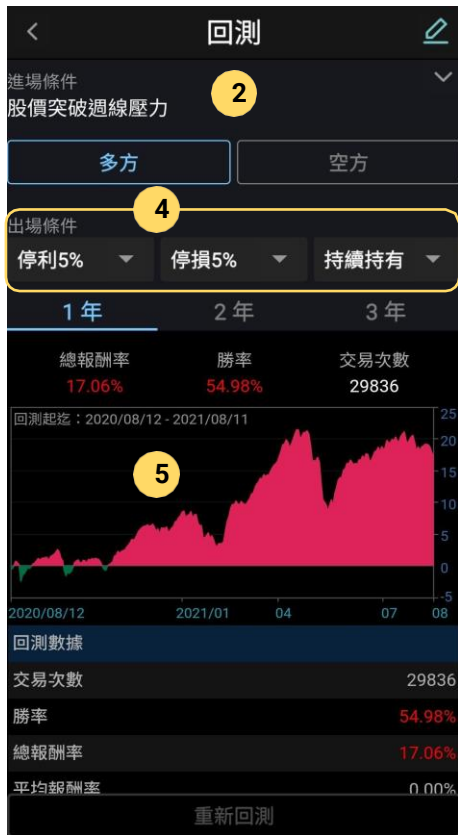 回測
進場條件
2
股價突破週線壓力
多方 空方
4
出場條件
停利5% 停損5% 持續持有
1年 2年 3年
總報酬率 勝率 交易次數
17.06% 54.98% 29836
回測起迄：2020/08/12 - 2021/08/11
25
20
15
10
5
0
-5
5
2020/08/12 2021/01 04 07 08
回測數據
交易次數 29836
勝率 54.98%
總報酬率 17.06%
平均報酬率 0.00%
重新回測